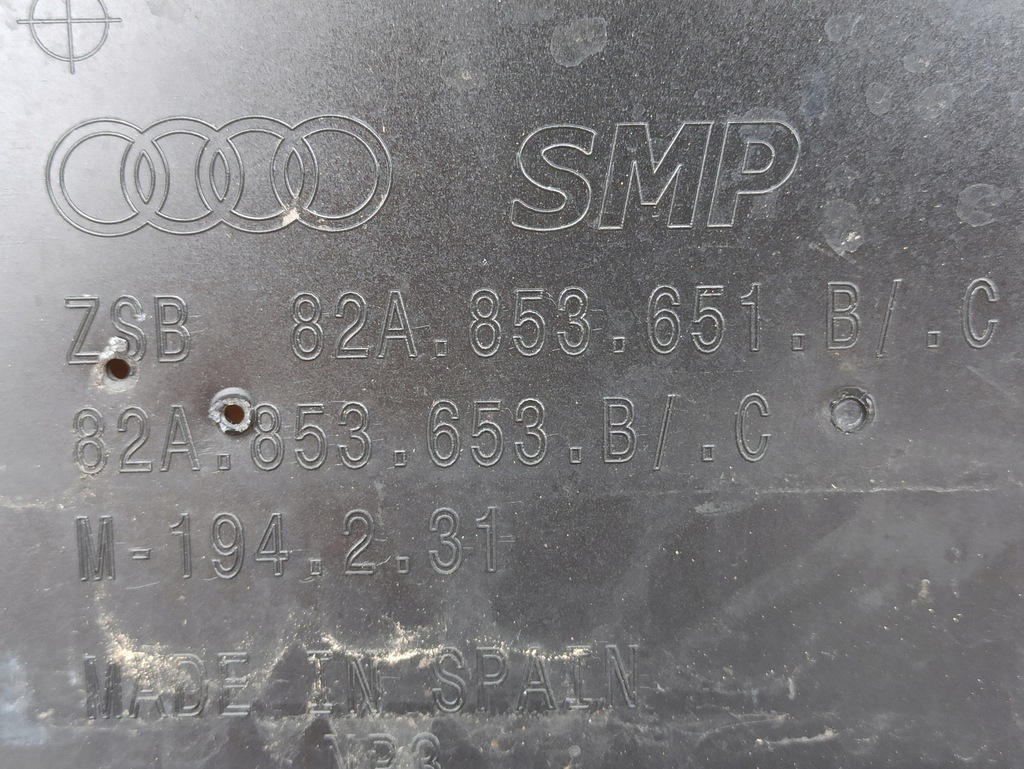 SMP
ZSB 82A.853.651.B/.C
82A.853.653.B/.C
M-194.2.31
MADE IN SPAIN